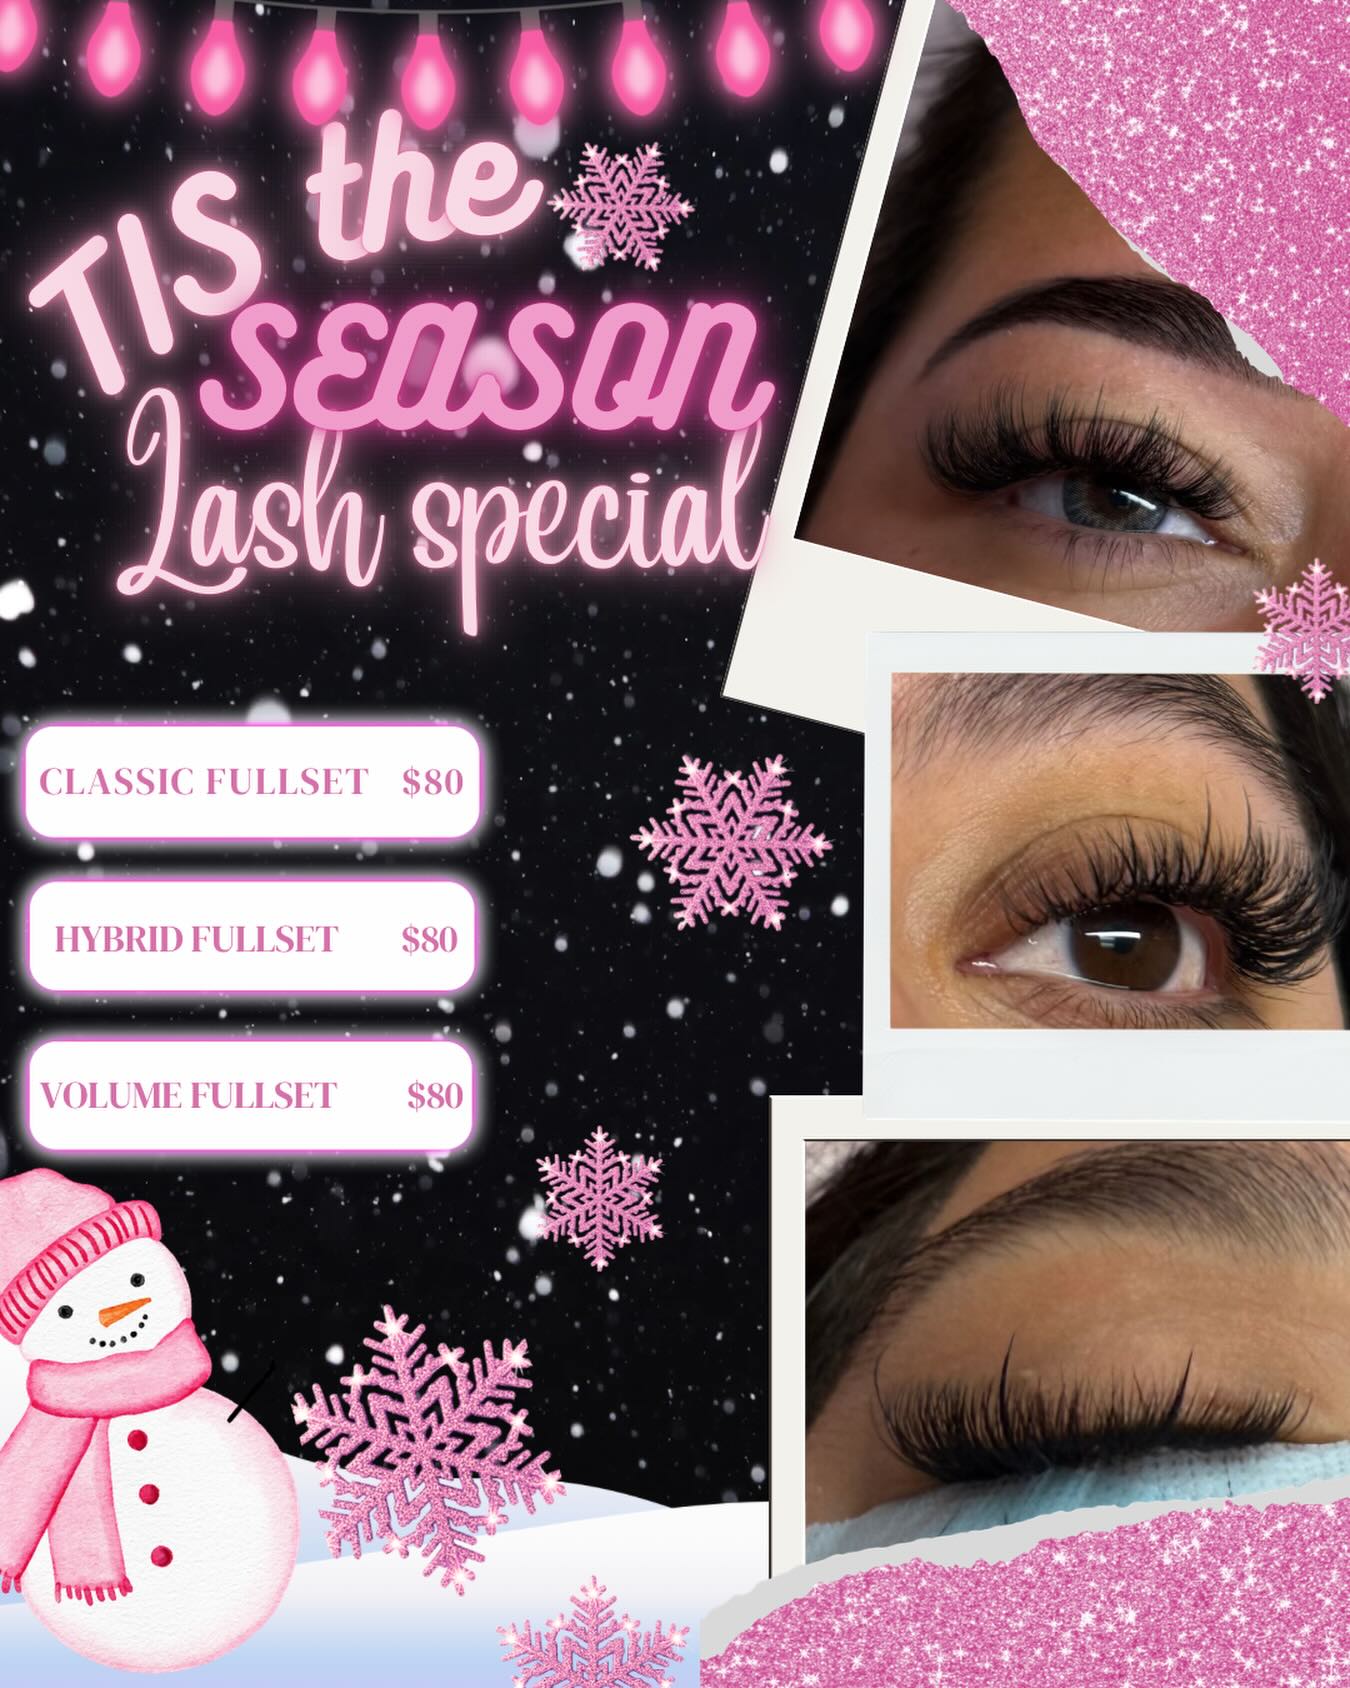 TIS the
season
Lash special
CLASSIC FULLSET $80
HYBRID FULLSET $80
VOLUME FULLSET $80